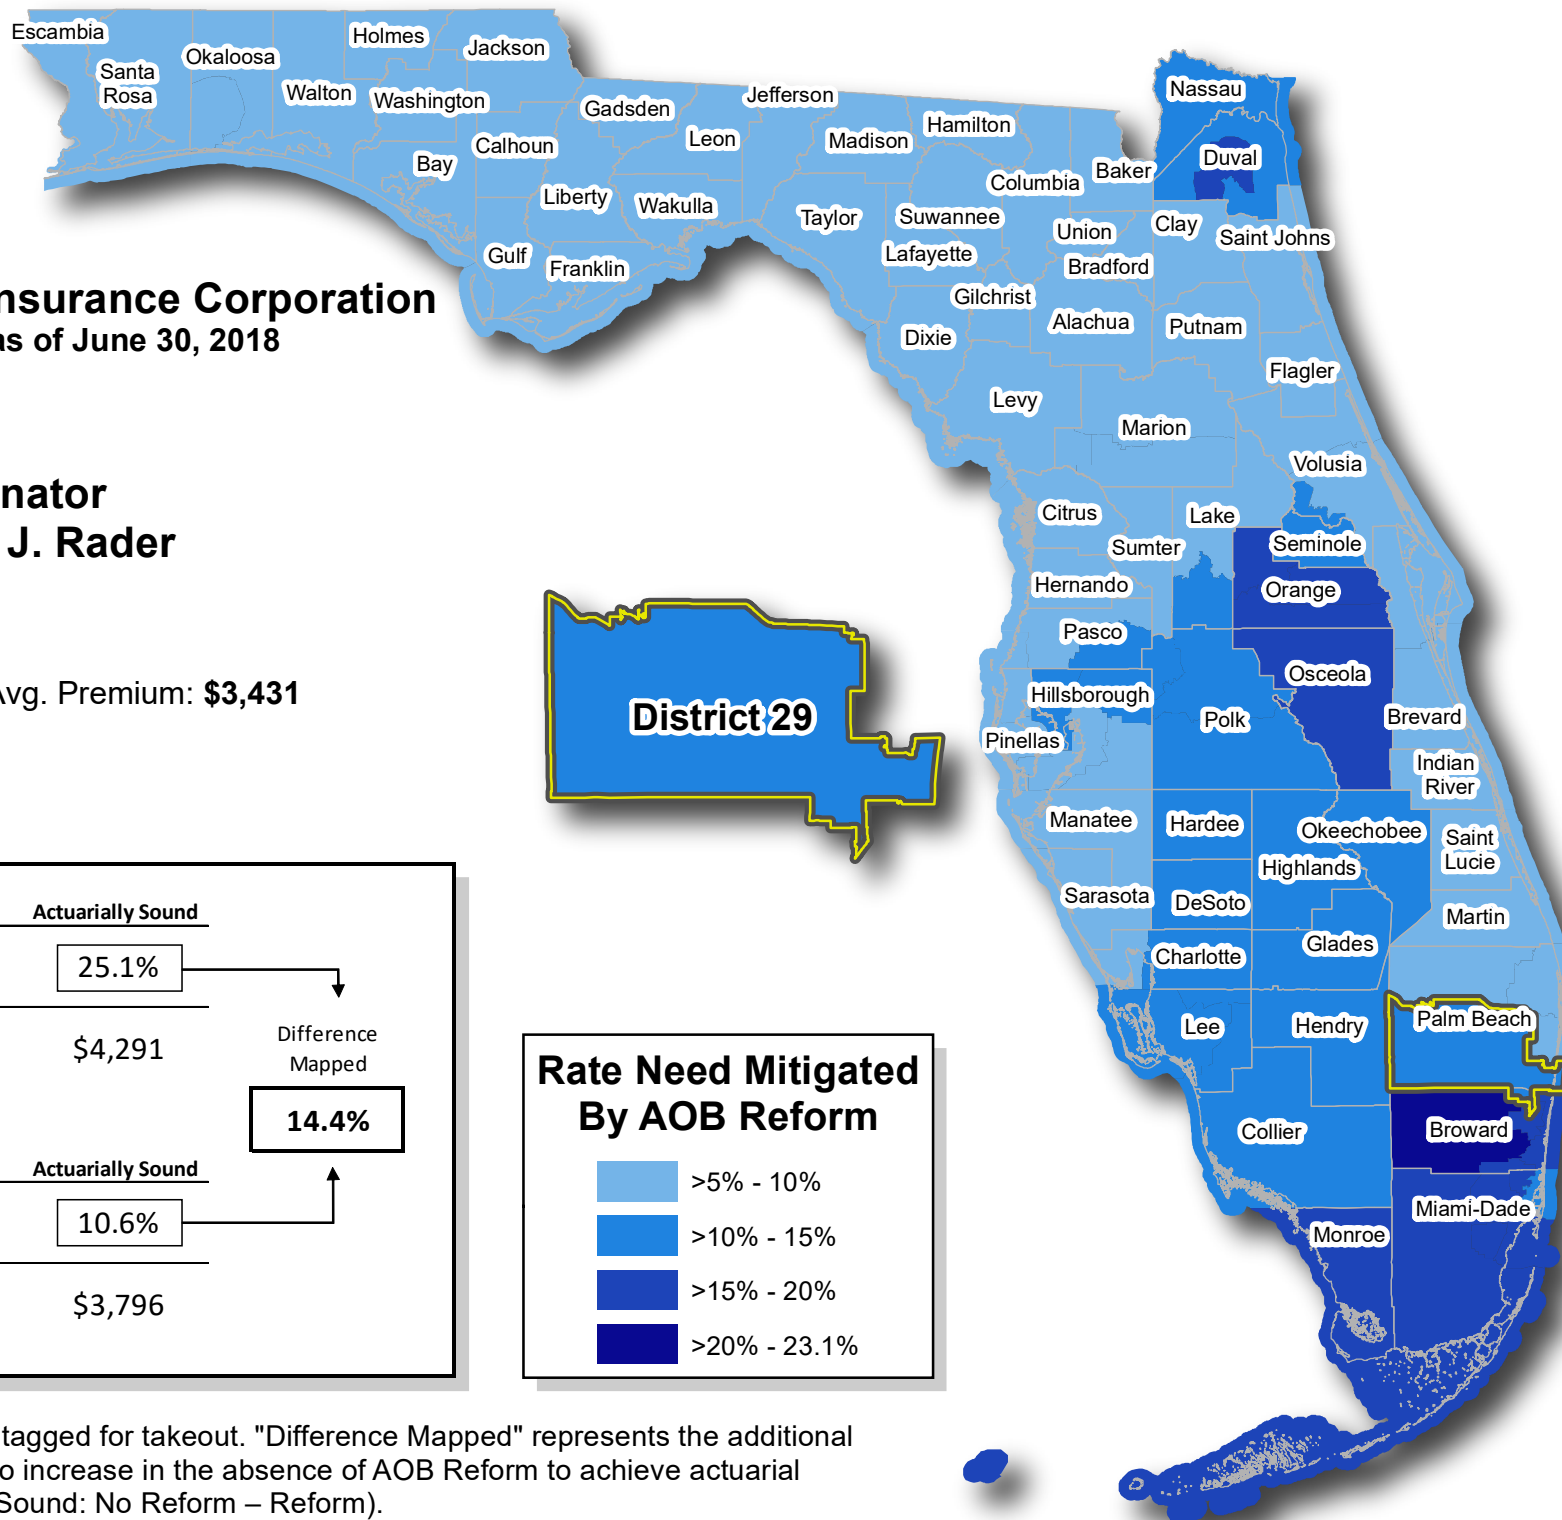 Escambia
Santa
Rosa
Okaloosa
Walton
Holmes
Washington
Jackson
Bay
Calhoun
Gulf
Liberty
Franklin
Gadsden
Leon
Wakulla
Jefferson
Madison
Taylor
Hamilton
Suwannee
Lafayette
Columbia
Baker
Nassau
Duval
Union
Bradford
Clay
Saint Johns
Gilchrist
Dixie
Alachua
Putnam
Flagler
Levy
Marion
Volusia
Citrus
Sumter
Lake
Seminole
Hernando
Orange
Pasco
Osceola
Hillsborough
Polk
Pinellas
Brevard
Indian
River
Manatee
Hardee
Okeechobee
Highlands
Saint
Lucie
Sarasota
DeSoto
Martin
Charlotte
Glades
Lee
Hendry
Palm Beach
Collier
Broward
Miami-Dade
Monroe
nsurance Corporation
as of June 30, 2018
nator
J. Rader
Avg. Premium: $3,431
District 29
Actuarially Sound
25.1%
$4,291
Difference
Mapped
14.4%
Actuarially Sound
10.6%
$3,796
Rate Need Mitigated
By AOB Reform
>5% - 10%
>10% - 15%
>15% - 20%
>20% - 23.1%
tagged for takeout. "Difference Mapped" represents the additional
o increase in the absence of AOB Reform to achieve actuarial
Sound: No Reform – Reform).